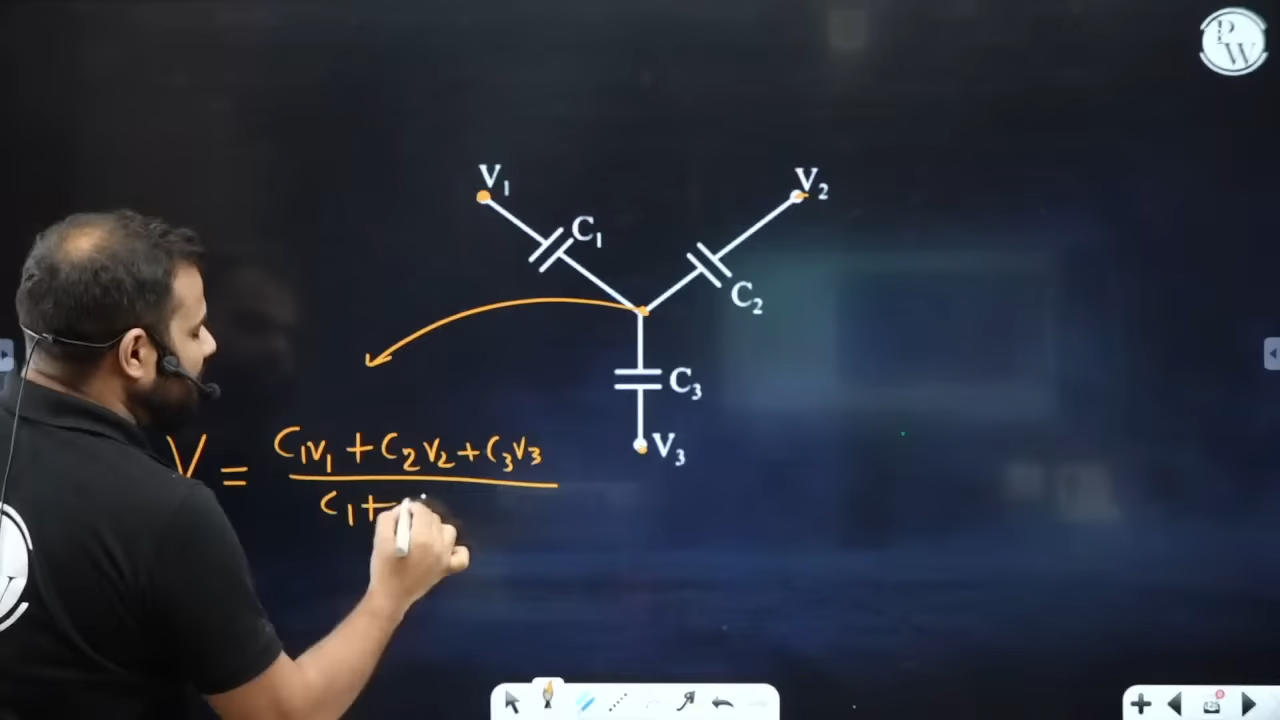 P
W
V₁ V₂
C₁
C₂
C₃
V₃
V = C₁V₁ + C₂V₂ + C₃V₃
C₁ +